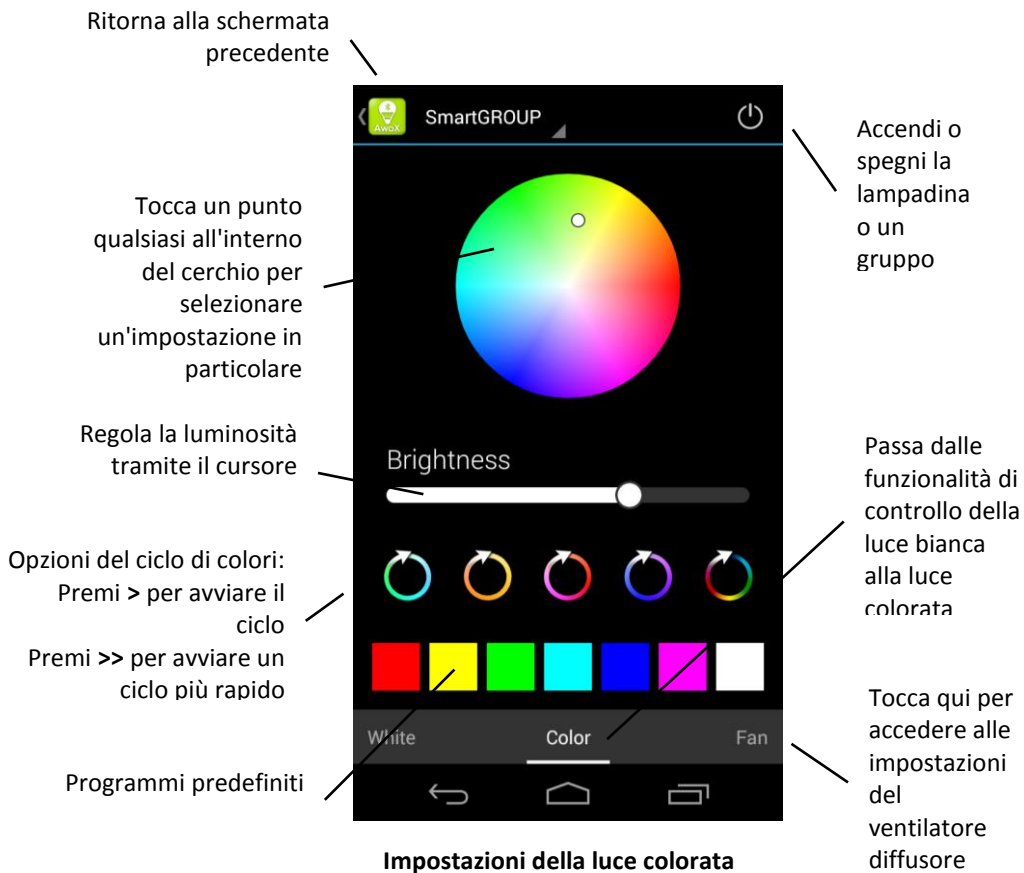 Ritorna alla schermata
precedente
AwoX
SmartGROUP
Accendi o
spegni la
lampadina
o un
gruppo
Tocca un punto
qualsiasi all'interno
del cerchio per
selezionare
un'impostazione in
particolare
Regola la luminosità
tramite il cursore
Brightness
Passa dalle
funzionalità di
controllo della
luce bianca
alla luce
colorata
Opzioni del ciclo di colori:
Premi > per avviare il
ciclo
Premi >> per avviare un
ciclo più rapido
White
Color
Fan
Tocca qui per
accedere alle
impostazioni
del
ventilatore
diffusore
Programmi predefiniti
Impostazioni della luce colorata